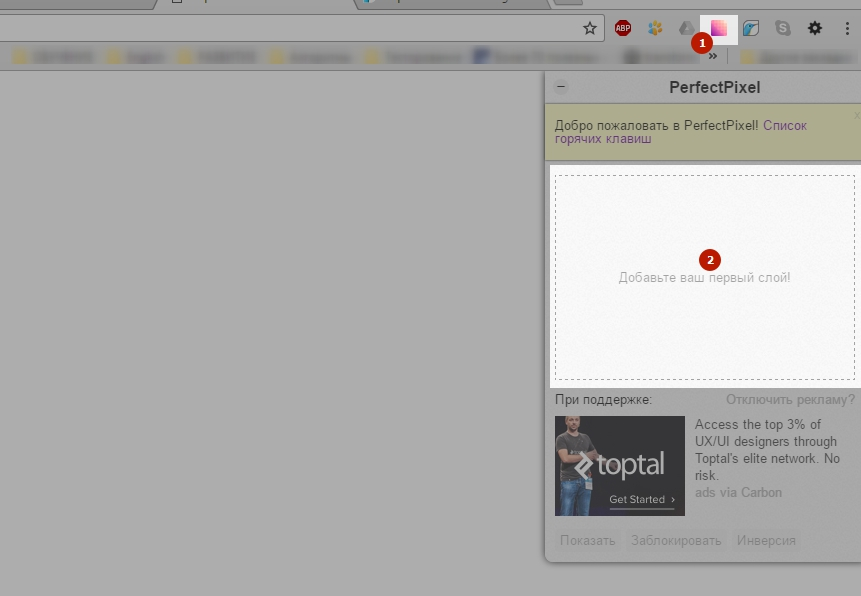 ABP
1
»
PerfectPixel
Добро пожаловать в PerfectPixel! Список
горячих клавиш
x
2
Добавьте ваш первый слой!
При поддержке:
Отключить рекламу?
toptal
Get Started >
Access the top 3% of
UX/UI designers through
Toptal's elite network. No
risk.
ads via Carbon
Показать Заблокировать Инверсия